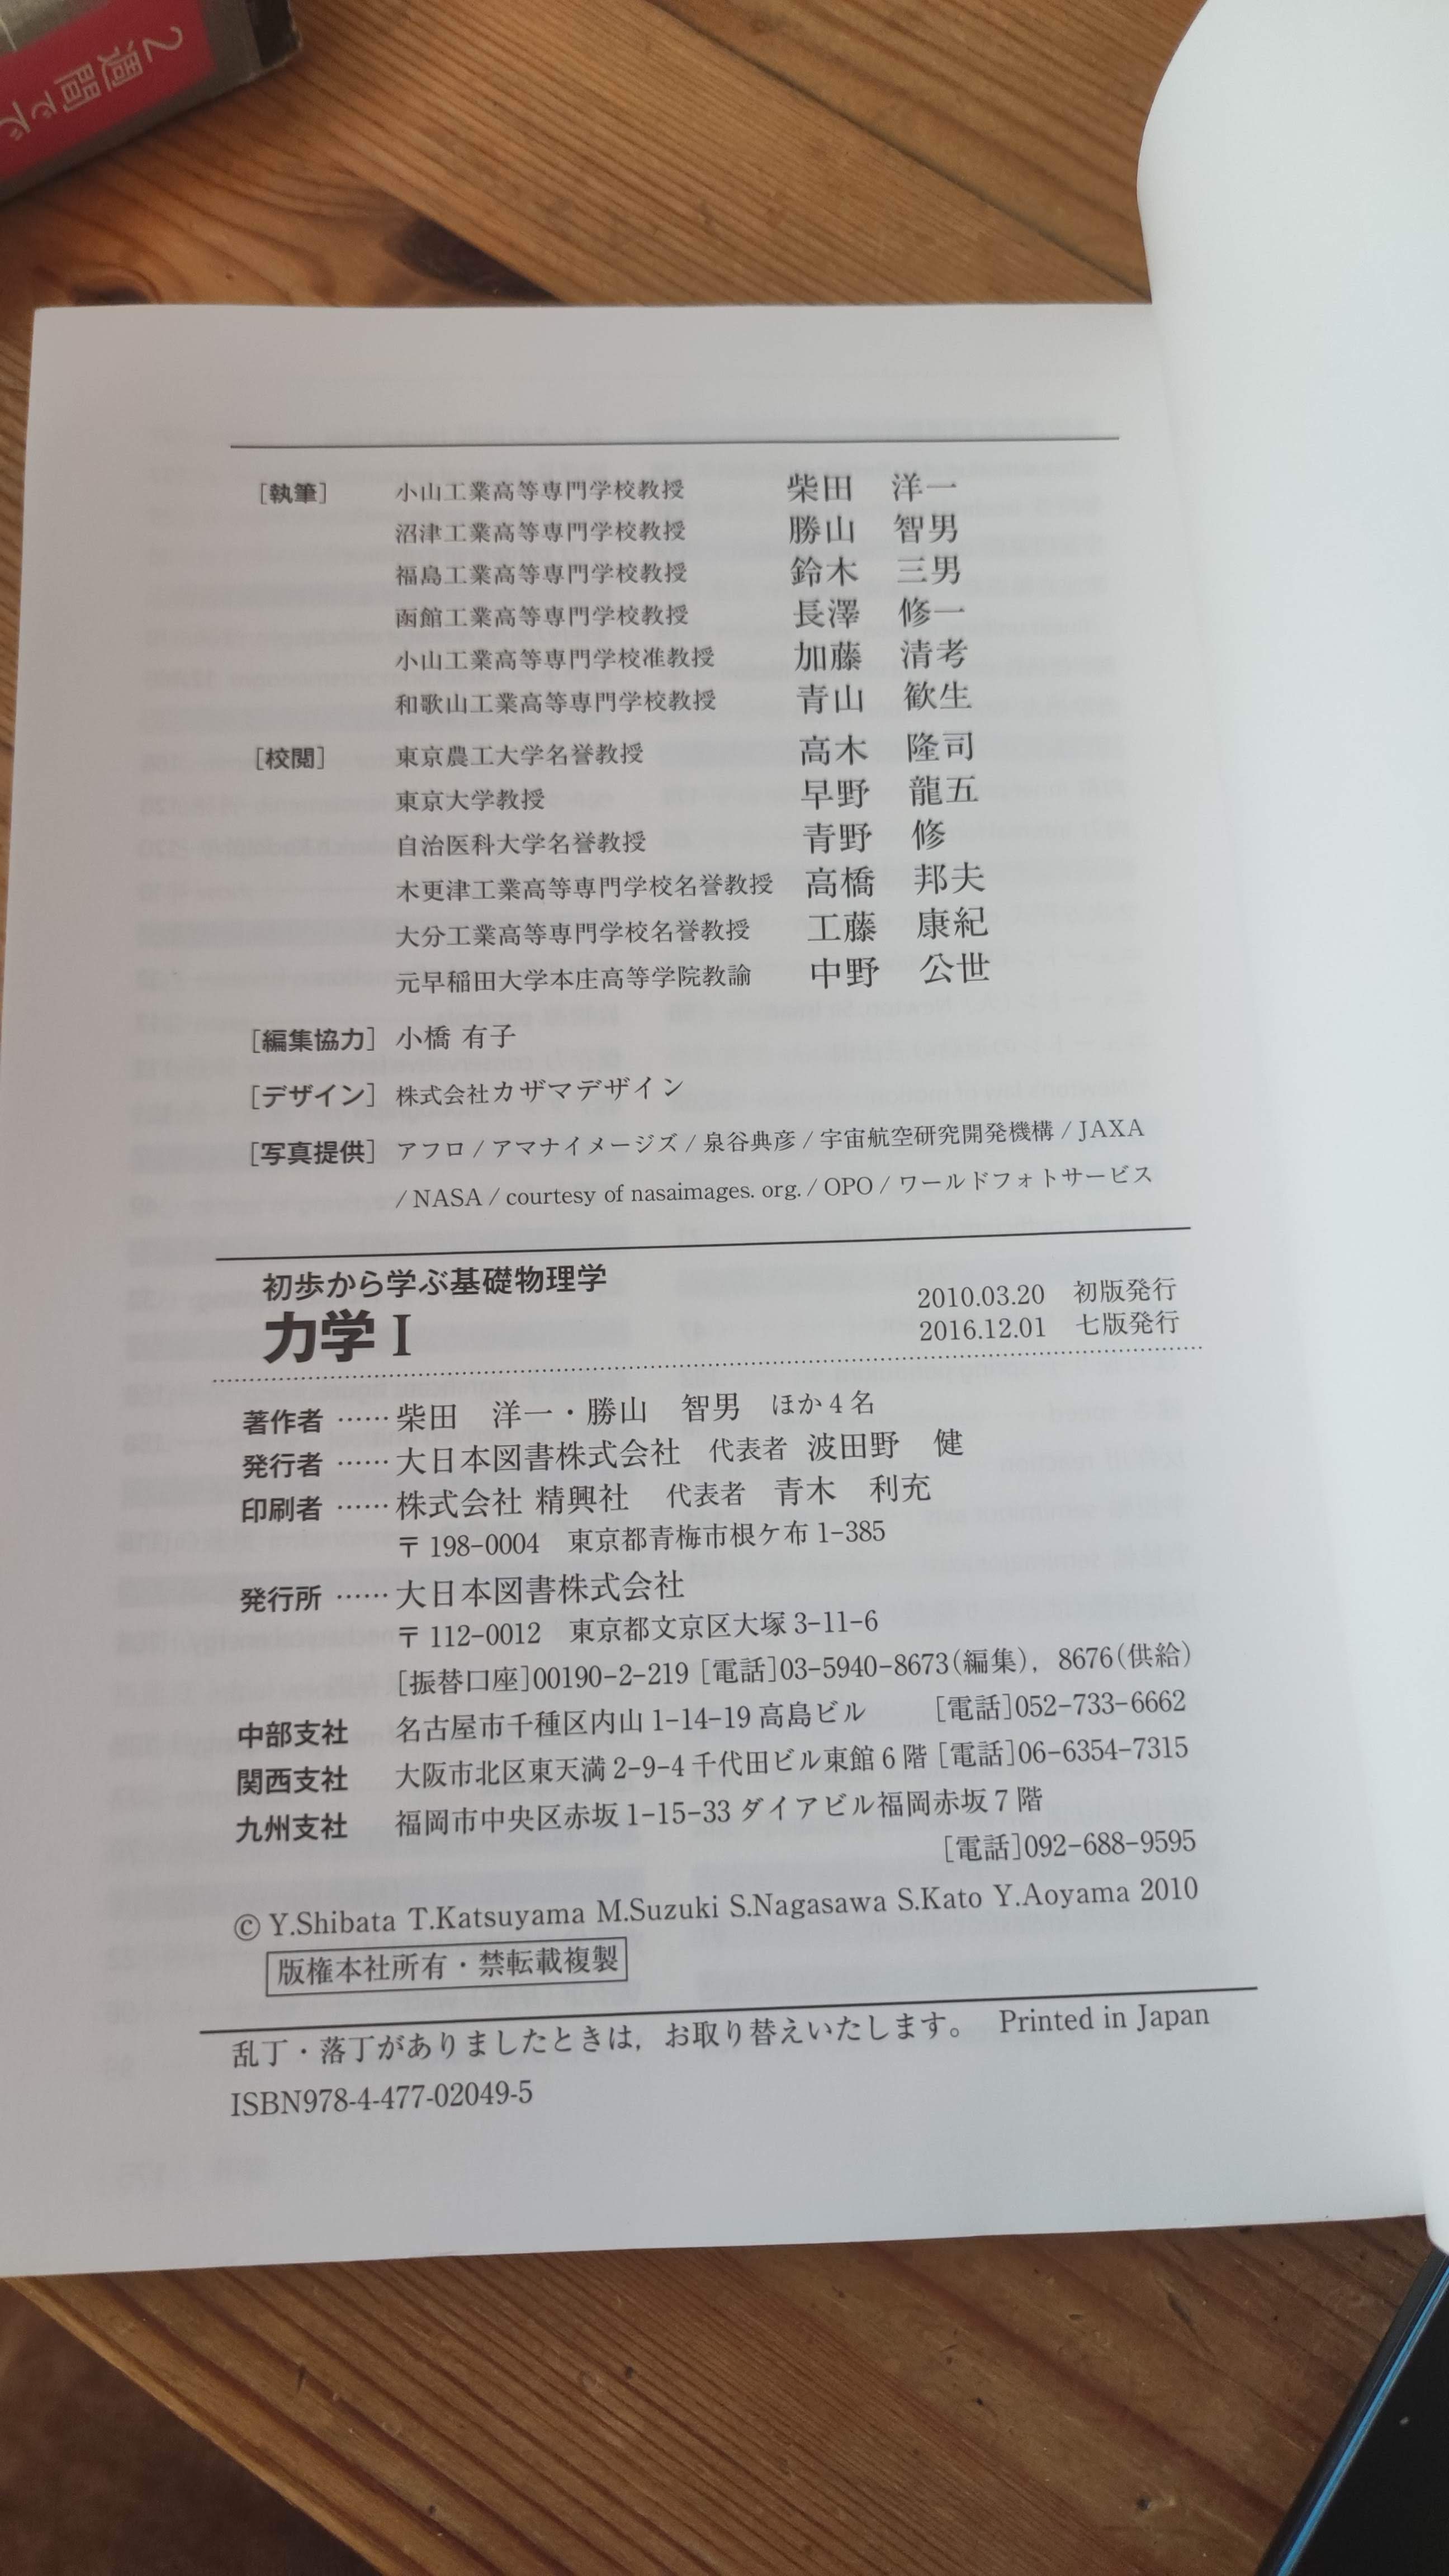 2週間でで
[執筆] 小山工業高等専門学校教授 柴田 洋一
沼津工業高等専門学校教授 勝山 智男
福島工業高等専門学校教授 鈴木 三男
函館工業高等専門学校教授 長澤 修一
小山工業高等専門学校准教授 加藤 清考
和歌山工業高等専門学校教授 青山 歓生
[校閲] 東京農工大学名誉教授 高木 隆司
東京大学教授 早野 龍五
自治医科大学名誉教授 青野 修
木更津工業高等専門学校名誉教授 高橋 邦夫
大分工業高等専門学校名誉教授 工藤 康紀
元早稲田大学本庄高等学院教諭 中野 公世
[編集協力] 小橋 有子
[デザイン] 株式会社カザマデザイン
[写真提供] アフロ / アマナイメージズ / 泉谷典彦 / 宇宙航空研究開発機構 / JAXA
/ NASA / courtesy of nasaimages. org. / OPO / ワールドフォトサービス
初歩から学ぶ基礎物理学
力学 I
2010.03.20 初版発行
2016.12.01 七版発行
著作者 ……柴田 洋一・勝山 智男 ほか4名
発行者 ……大日本図書株式会社 代表者 波田野 健
印刷者 ……株式会社 精興社 代表者 青木 利充
〒198-0004 東京都青梅市根ケ布1-385
発行所 ……大日本図書株式会社
〒112-0012 東京都文京区大塚3-11-6
[振替口座]00190-2-219 [電話]03-5940-8673(編集), 8676(供給)
中部支社 名古屋市千種区内山1-14-19高島ビル [電話]052-733-6662
関西支社 大阪市北区東天満2-9-4千代田ビル東館6階 [電話]06-6354-7315
九州支社 福岡市中央区赤坂1-15-33ダイアビル福岡赤坂7階
[電話]092-688-9595
© Y.Shibata T.Katsuyama M.Suzuki S.Nagasawa S.Kato Y.Aoyama 2010
版権本社所有・禁転載複製
乱丁・落丁がありましたときは, お取り替えいたします。 Printed in Japan
ISBN978-4-477-02049-5